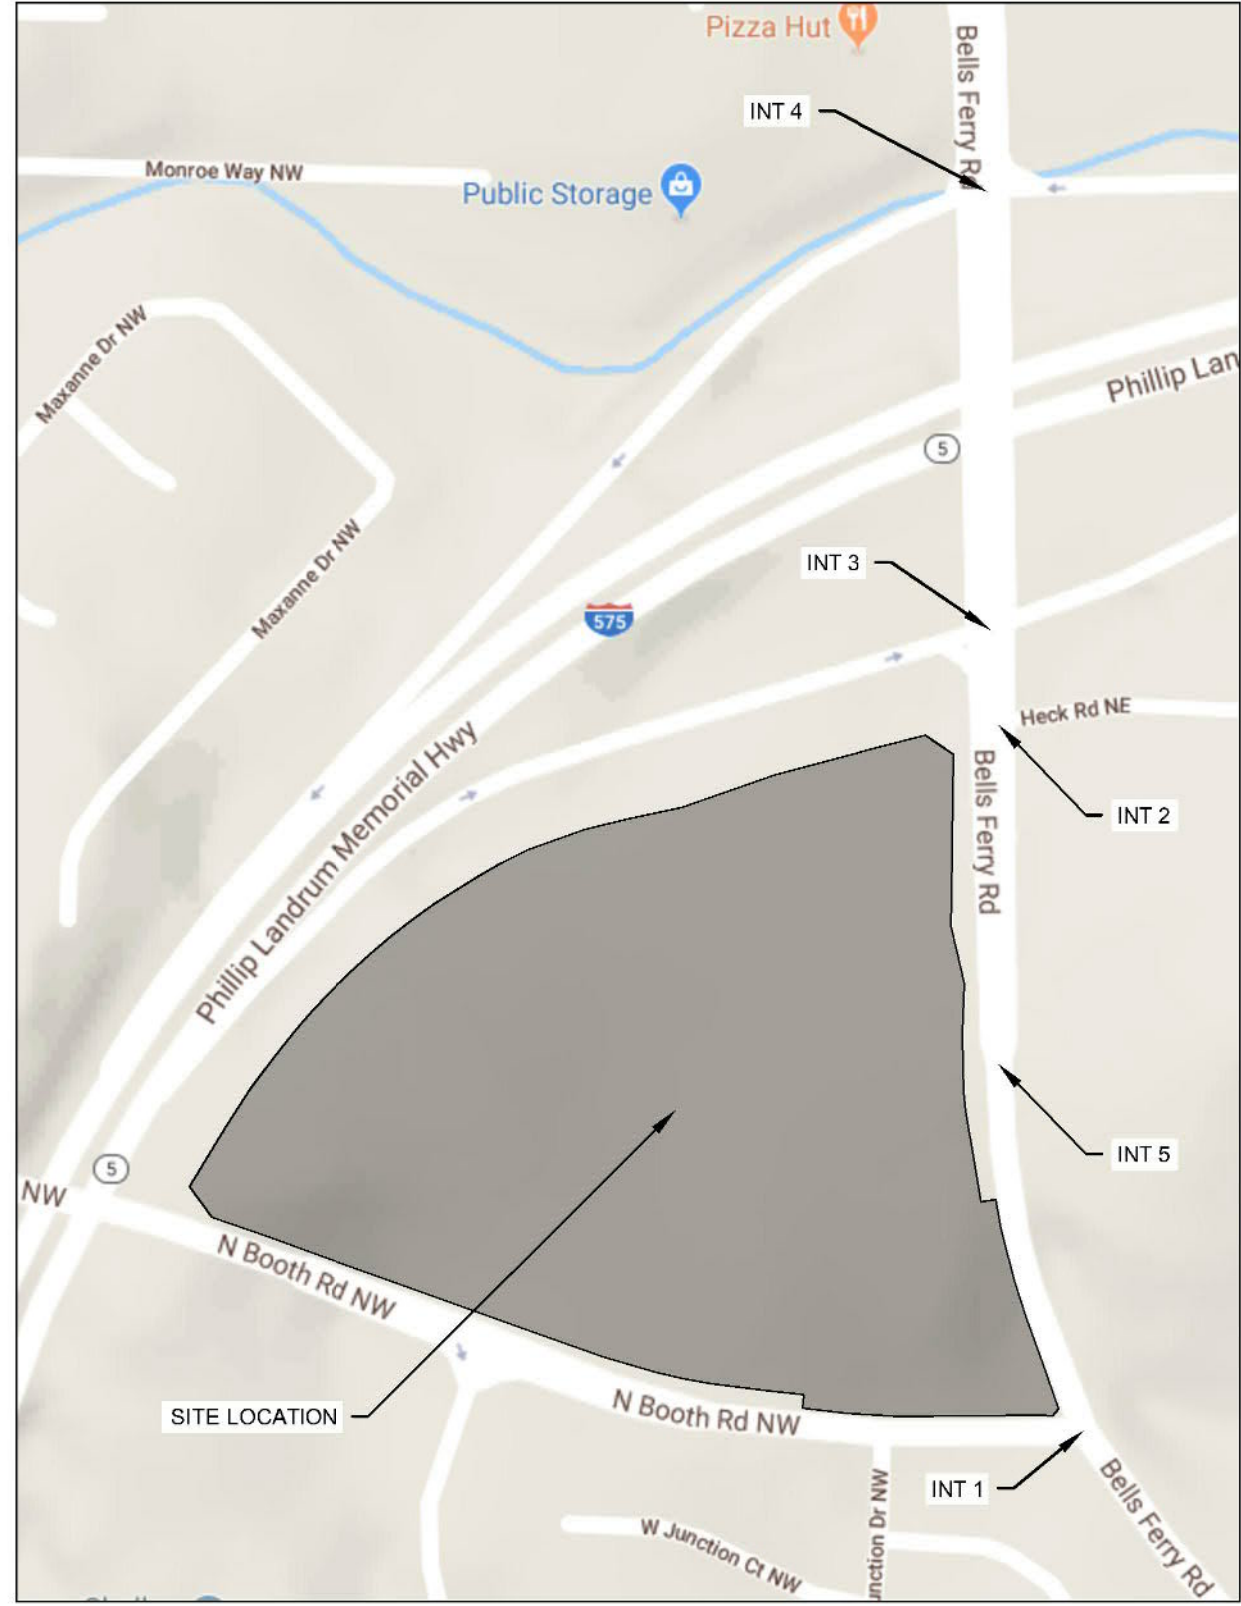 Pizza Hut
Bells Ferry Rd
INT 4
Monroe Way NW
Public Storage
Maxanne Dr NW
Phillip Lan
5
INT 3
Maxanne Dr NW
575
Heck Rd NE
Phillip Landrum Memorial Hwy
Bells Ferry Rd
INT 2
INT 5
5
NW
N Booth Rd NW
SITE LOCATION
N Booth Rd NW
INT 1
Bells Ferry Rd
W Junction Ct NW
unction Dr NW